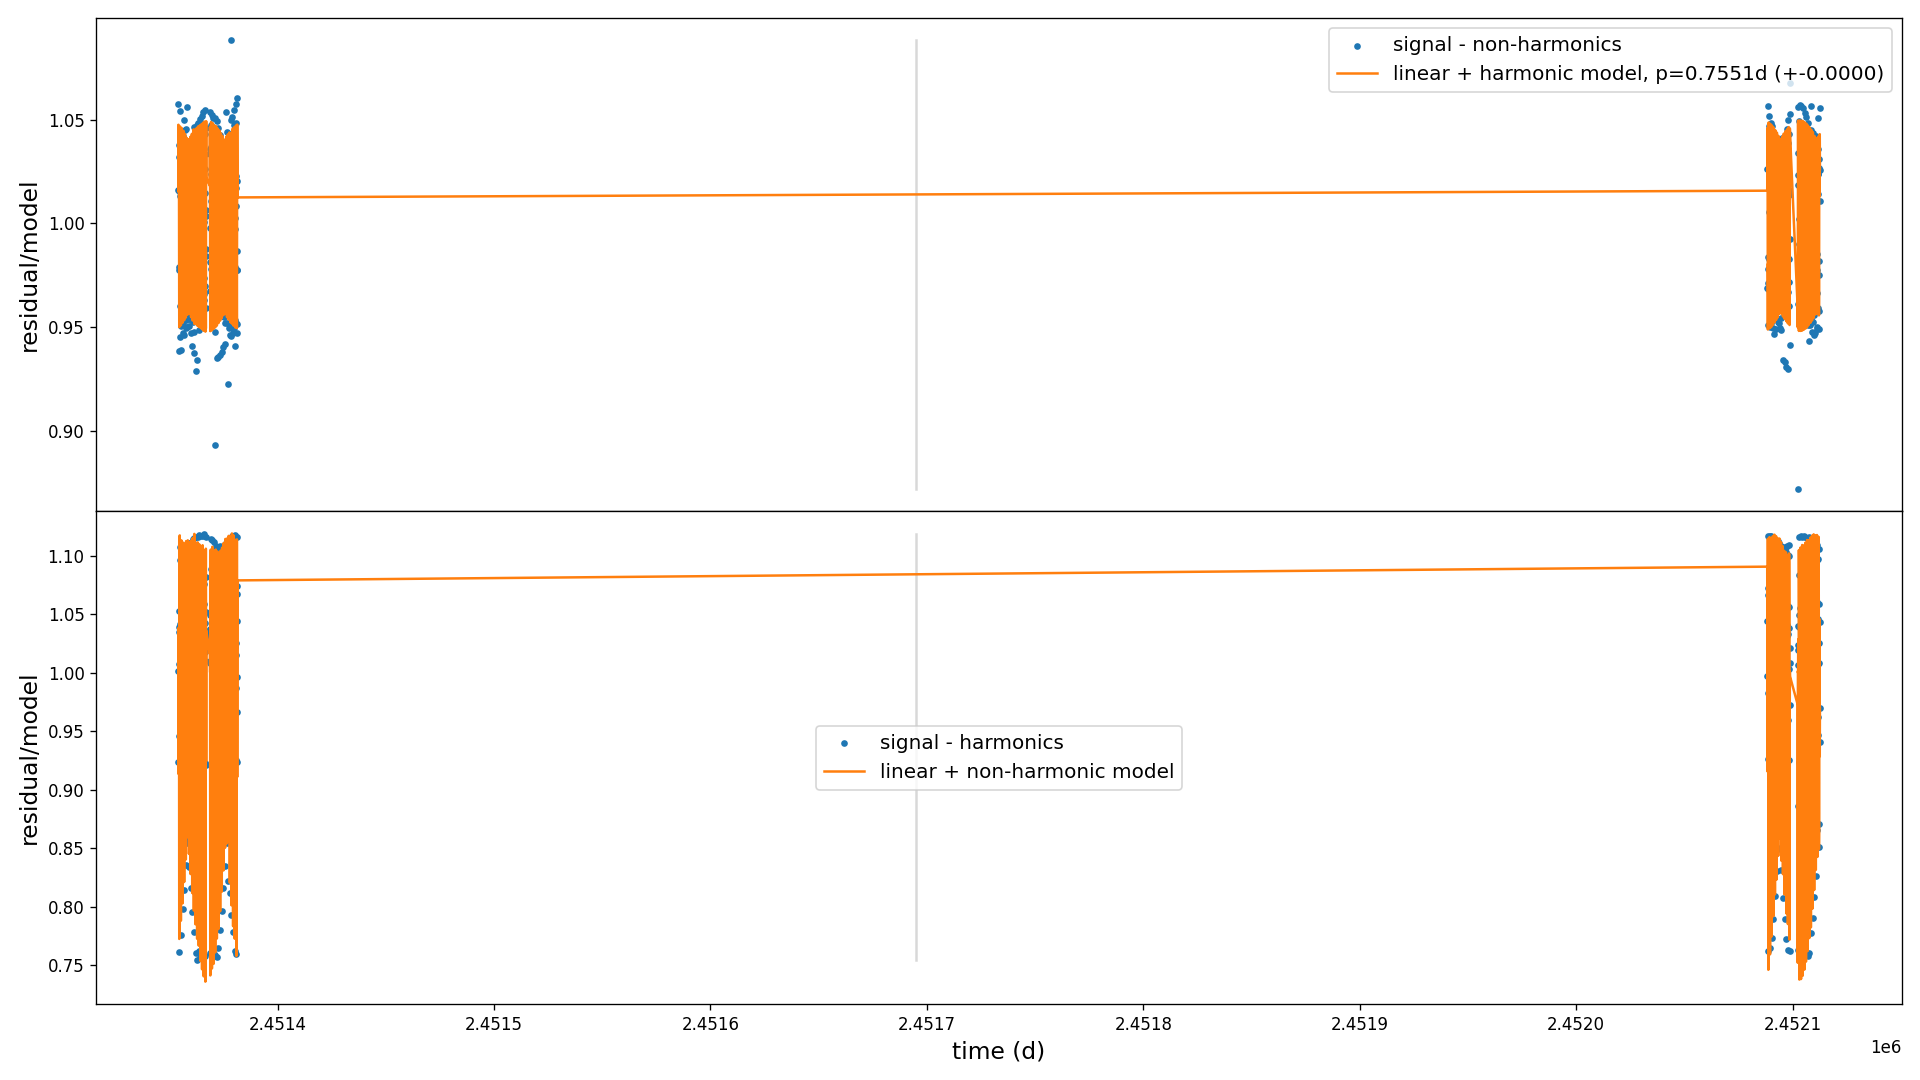 signal - non-harmonics
linear + harmonic model, p=0.7551d (+-0.0000)
1.05
1.00
0.95
0.90
residual/model
1.10
1.05
1.00
0.95
0.90
0.85
0.80
0.75
residual/model
signal - harmonics
linear + non-harmonic model
2.4514 2.4515 2.4516 2.4517 2.4518 2.4519 2.4520 2.4521
1e6
time (d)